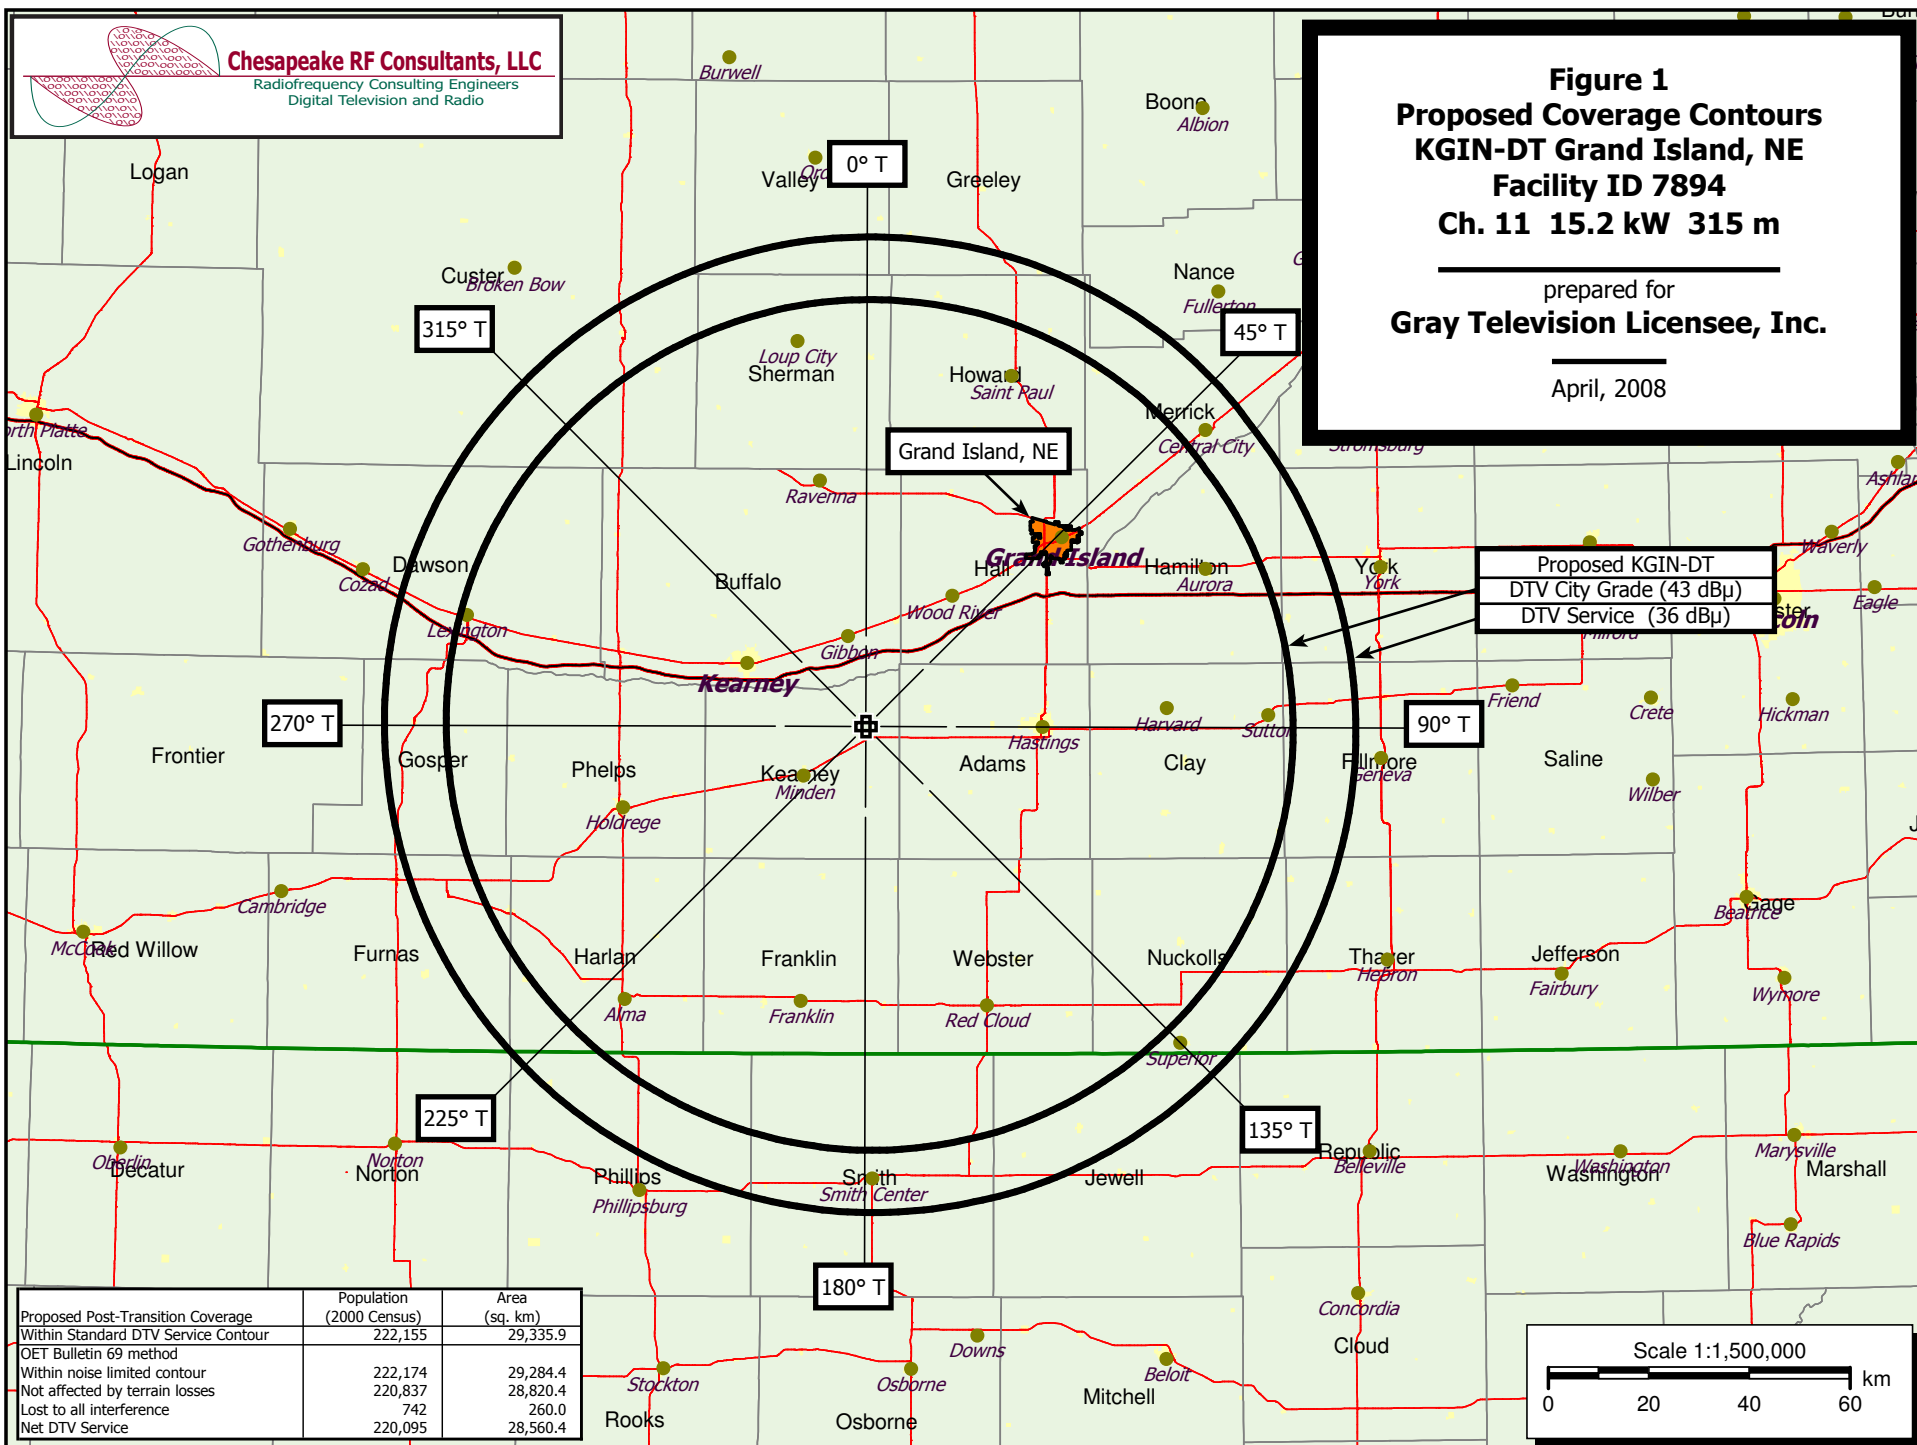 Chesapeake RF Consultants, LLC
Radiofrequency Consulting Engineers
Digital Television and Radio
Figure 1
Proposed Coverage Contours
KGIN-DT Grand Island, NE
Facility ID 7894
Ch. 11 15.2 kW 315 m
prepared for
Gray Television Licensee, Inc.
April, 2008
Burwell
Boone
Albion
Logan
Valley
Ord
0° T
Greeley
Custer
Broken Bow
Nance
Fullerton
315° T
45° T
Loup City
Sherman
Howard
Saint Paul
Merrick
Central City
Stromsburg
North Platte
Lincoln
Grand Island, NE
Ravenna
Ashland
Gothenburg
Waverly
Cozad
Dawson
Buffalo
Grand Island
Hall
Hamilton
Aurora
York
York
Proposed KGIN-DT
DTV City Grade (43 dBµ)
DTV Service (36 dBµ)
Eagle
Lexington
Wood River
Gibbon
Milford
Kearney
270° T
90° T
Friend
Crete
Hickman
Harvard
Sutton
Hastings
Frontier
Gosper
Phelps
Kearney
Minden
Adams
Clay
Fillmore
Geneva
Saline
Wilber
Holdrege
Cambridge
Beatrice
Gage
McCook
Red Willow
Furnas
Harlan
Franklin
Webster
Nuckolls
Thayer
Hebron
Jefferson
Fairbury
Wymore
Alma
Franklin
Red Cloud
Superior
225° T
135° T
Oberlin
Decatur
Norton
Norton
Phillips
Phillipsburg
Smith
Smith Center
Jewell
Republic
Belleville
Washington
Washington
Marysville
Marshall
Blue Rapids
180° T
Concordia
Cloud
Downs
Beloit
Stockton
Osborne
Mitchell
Rooks
Osborne
Proposed Post-Transition Coverage Population (2000 Census) Area (sq. km)
Within Standard DTV Service Contour 222,155 29,335.9
OET Bulletin 69 method
Within noise limited contour 222,174 29,284.4
Not affected by terrain losses 220,837 28,820.4
Lost to all interference 742 260.0
Net DTV Service 220,095 28,560.4
Scale 1:1,500,000
km
0 20 40 60